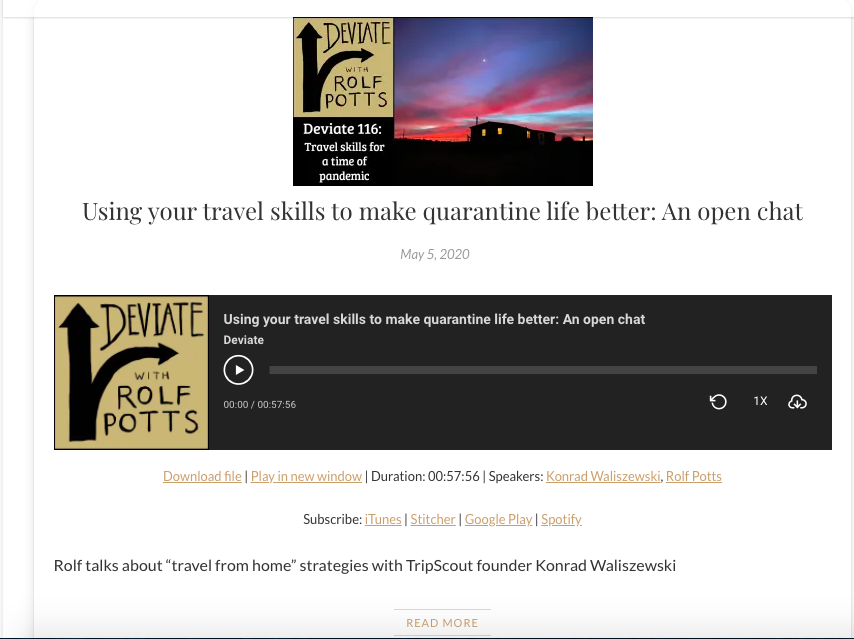 DEVIATE
WITH
ROLF
POTTS
Deviate 116:
Travel skills for
a time of
pandemic
Using your travel skills to make quarantine life better: An open chat
May 5, 2020
DEVIATE
WITH
ROLF
POTTS
Using your travel skills to make quarantine life better: An open chat
Deviate
00:00 / 00:57:56
1X
Download file | Play in new window | Duration: 00:57:56 | Speakers: Konrad Waliszewski, Rolf Potts
Subscribe: iTunes | Stitcher | Google Play | Spotify
Rolf talks about “travel from home” strategies with TripScout founder Konrad Waliszewski
READ MORE